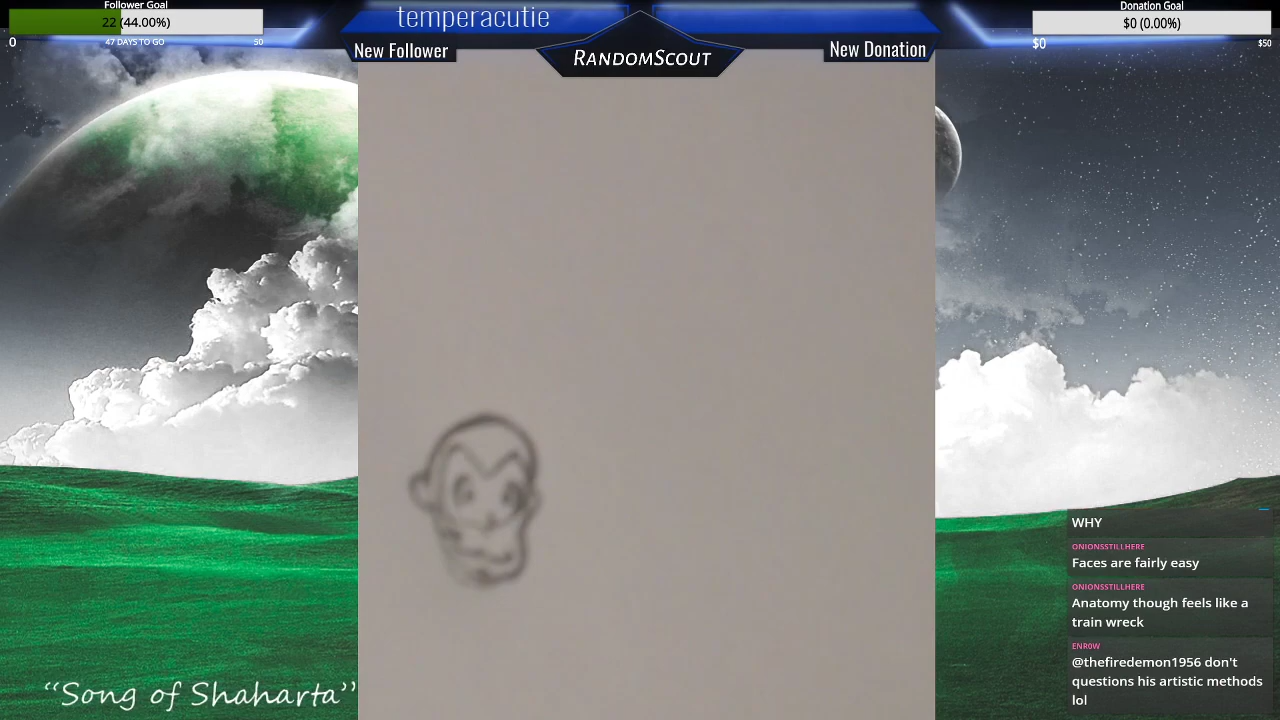 Follower Goal
22 (44.00%)
0 47 DAYS TO GO 50
temperacutie
New Follower
RANDOMSCOUT
New Donation
Donation Goal
$0 (0.00%)
$0 $50
WHY
ONIONSSTILLHERE
Faces are fairly easy
ONIONSSTILLHERE
Anatomy though feels like a
train wreck
ENR0W
@thefiredemon1956 don't
questions his artistic methods
lol
“Song of Shaharta”